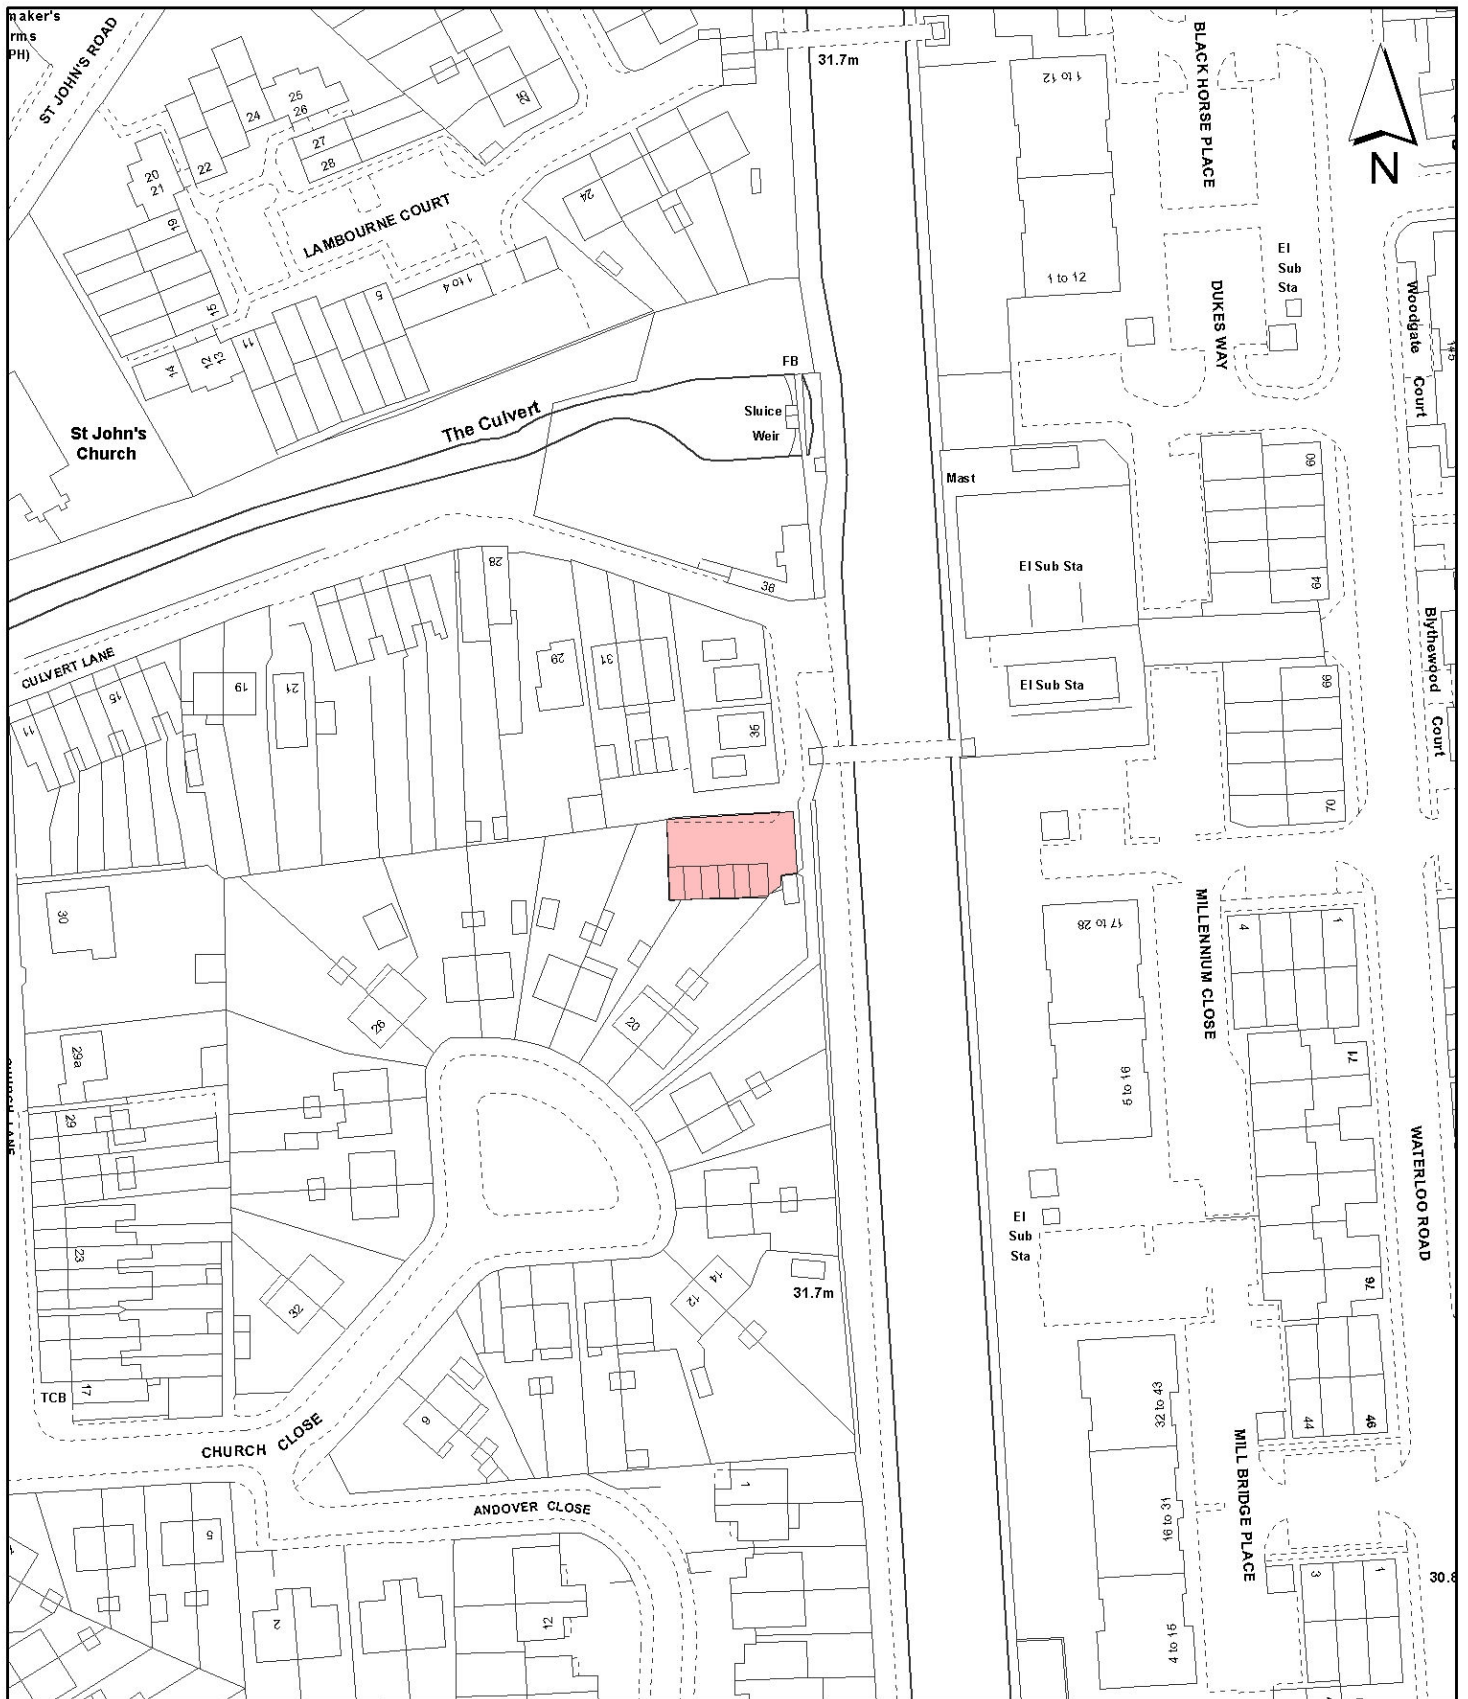 maker's
rms
PH)
ST JOHN'S ROAD
31.7m
BLACK HORSE PLACE
1 to 12
N
24
25
26
27
28
22
20
21
19
LAMBOURNE COURT
24
1 to 12
El
Sub
Sta
DUKES WAY
Woodgate
Court
145
15
5
1 to 4
11
12
13
14
St John's
Church
The Culvert
FB
Sluice
Weir
Mast
60
El Sub Sta
64
28
38
CULVERT LANE
11
15
19
21
29
31
36
El Sub Sta
66
70
Blythewood
Court
30
17 to 28
MILLENNIUM CLOSE
4
1
26
20
29a
29
5 to 16
71
WATERLOO ROAD
23
El
Sub
Sta
76
32
14
12
31.7m
TCB
17
CHURCH CLOSE
9
32 to 43
44
46
MILL BRIDGE PLACE
ANDOVER CLOSE
1
16 to 31
5
2
12
4 to 15
3
1
30.8